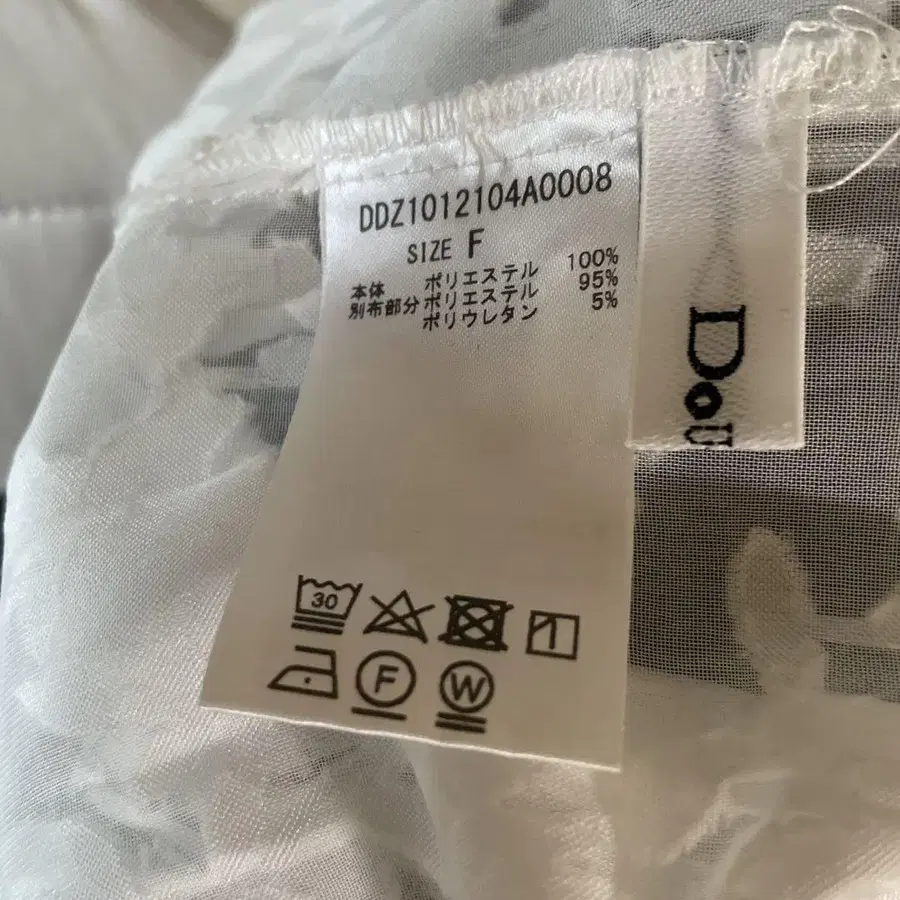 DDZ1012104A0008
SIZE F
本体 ポリエステル 100%
別布部分 ポリエステル 95%
ポリウレタン 5%
30
F
W
Dou